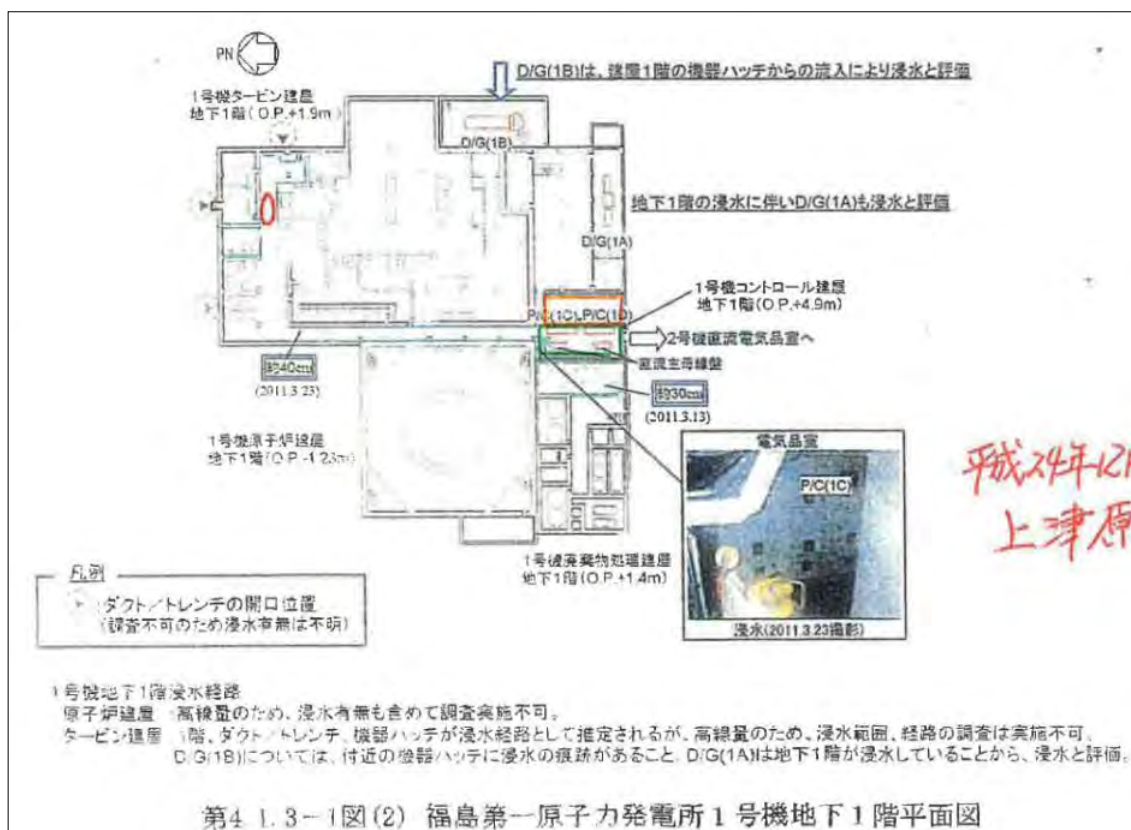 PN
D/G(1B)は、建屋1階の機器ハッチからの流入により浸水と評価
1号機タービン建屋
地下1階(O.P.+1.9m)
D/G(1B)
地下1階の浸水に伴いD/G(1A)も浸水と評価
D/G(1A)
1号機コントロール建屋
地下1階(O.P.+4.9m)
P/C(1C)、P/C(1D)
2号機直流電気品室へ
直流主母線盤
約40cm
(2011.3.23)
約30cm
(2011.3.13)
1号機原子炉建屋
地下1階(O.P.-1.23m)
電気品室
P/C(1C)
浸水(2011.3.23撮影)
平成24年12月
上津原
1号機廃棄物処理建屋
地下1階(O.P.+1.4m)
凡例
:ダクト/トレンチの開口位置
(調査不可のため浸水有無は不明)
1号機地下1階浸水経路
原子炉建屋 :高線量のため、浸水有無も含めて調査実施不可。
タービン建屋 :1階、ダクト/トレンチ、機器ハッチが浸水経路として推定されるが、高線量のため、浸水範囲、経路の調査は実施不可。
D/G(1B)については、付近の機器ハッチに浸水の痕跡があること、D/G(1A)は地下1階が浸水していることから、浸水と評価。
第4.1.3-1図(2) 福島第一原子力発電所1号機地下1階平面図